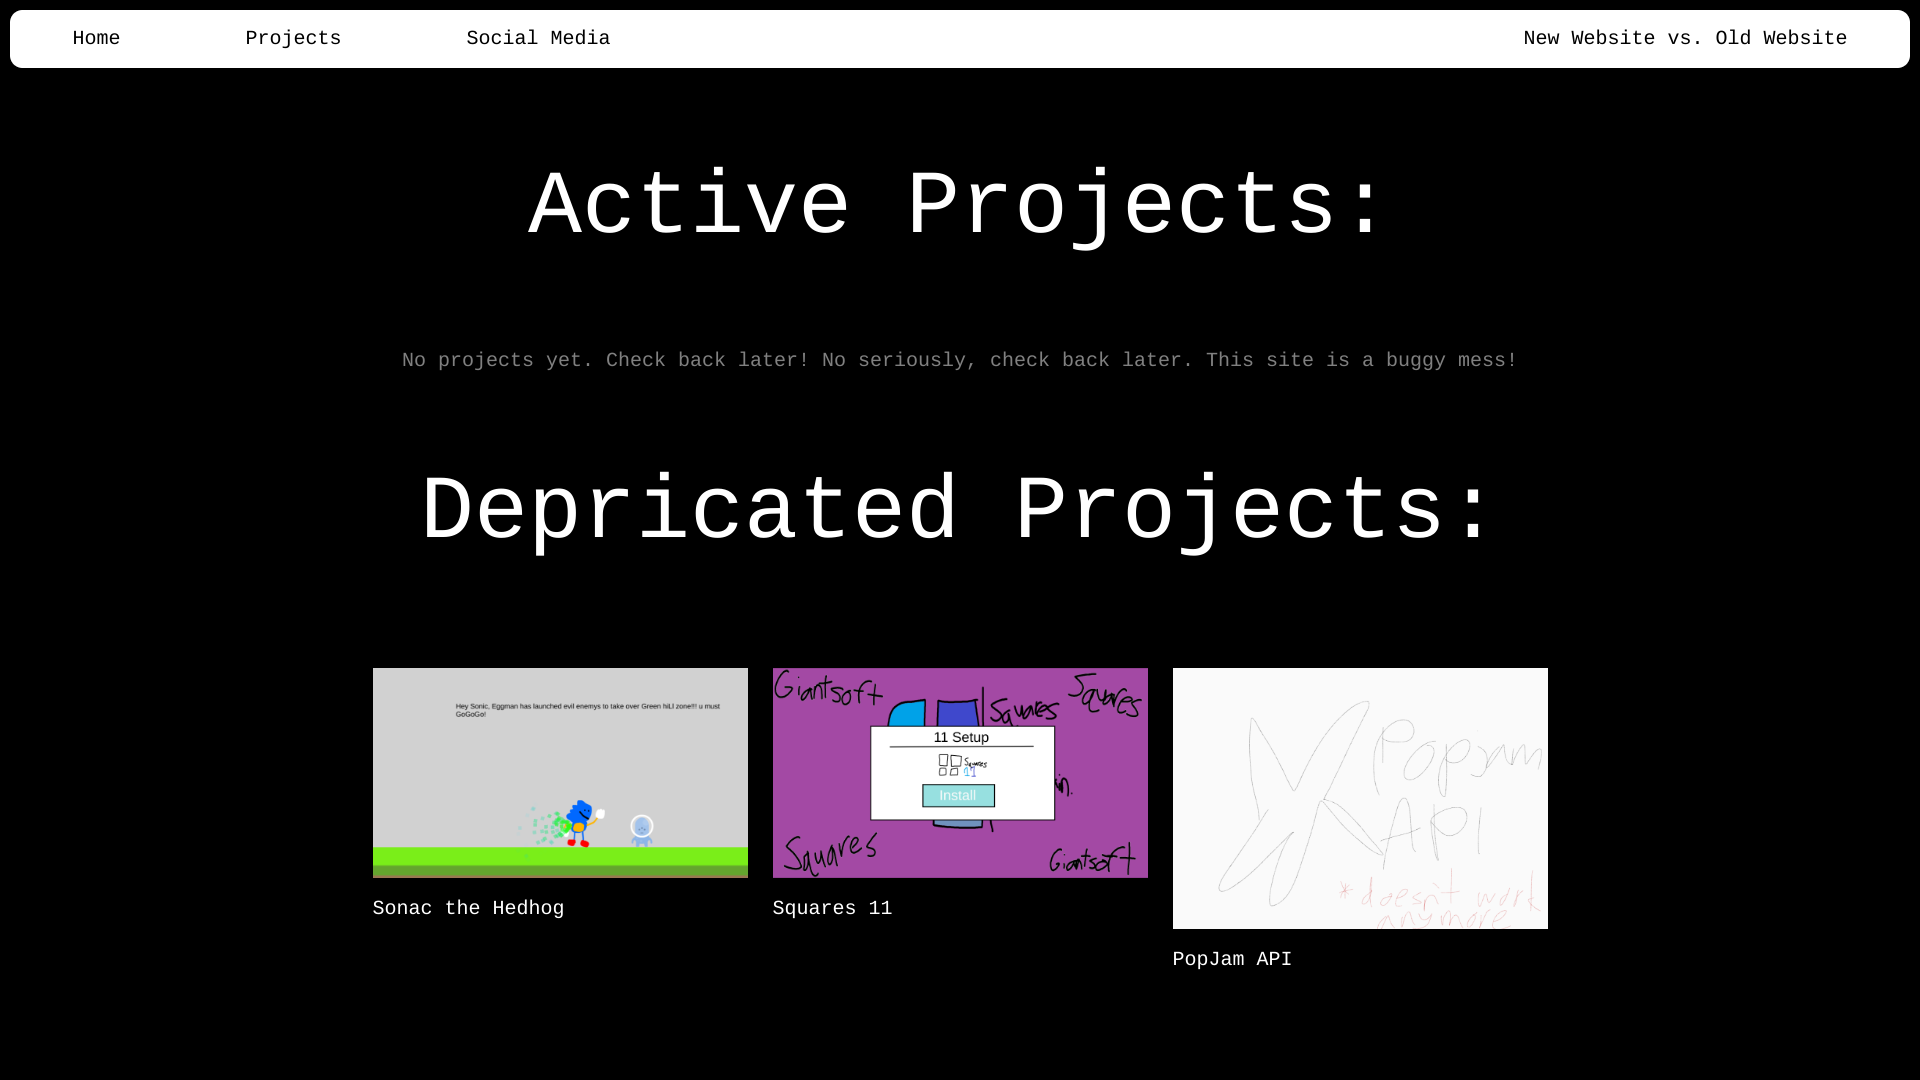 Home Projects Social Media New Website vs. Old Website
Active Projects:
No projects yet. Check back later! No seriously, check back later. This site is a buggy mess!
Depricated Projects:
Hey Sonic, Eggman has launched evil enemys to take over Green hiLl zone!!! u must
GoGoGo!
Sonac the Hedhog
Giantsoft
Squares
Squares
11 Setup
Squares
11
Install
in.
Squares
Giantsoft
Squares 11
Popjam
API
*doesn't work
anymore
PopJam API